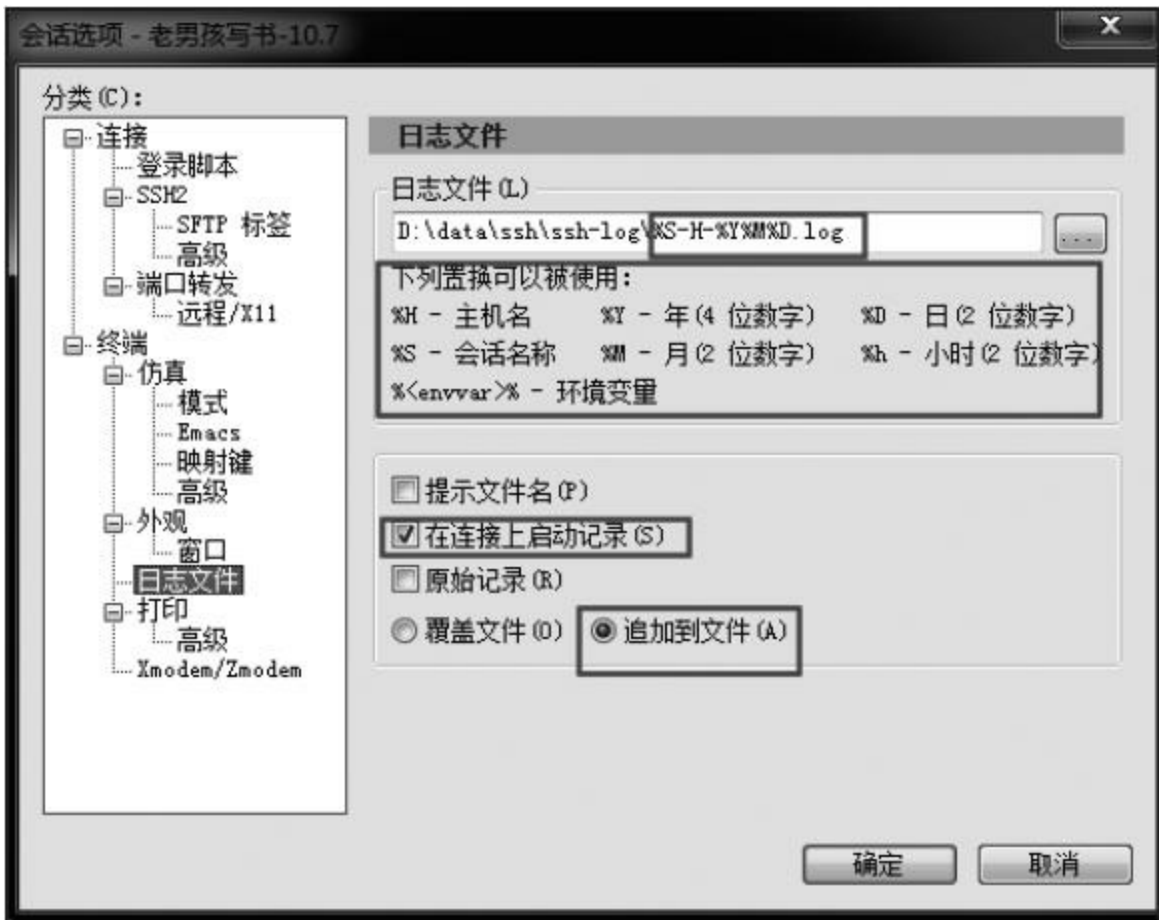 会话选项 - 老男孩写书-10.7
分类(C):
连接
登录脚本
SSH2
SFTP 标签
高级
端口转发
远程/X11
终端
仿真
模式
Emacs
映射键
高级
外观
窗口
日志文件
打印
高级
Xmodem/Zmodem
日志文件
日志文件(L)
D:\data\ssh\ssh-log\%S-H-%Y%M%D.log
...
下列置换可以被使用:
%H - 主机名 %Y - 年(4 位数字) %D - 日(2 位数字)
%S - 会话名称 %M - 月(2 位数字) %h - 小时(2 位数字)
%<envvar>% - 环境变量
提示文件名(P)
在连接上启动记录(S)
原始记录(R)
覆盖文件(O) 追加到文件(A)
确定 取消